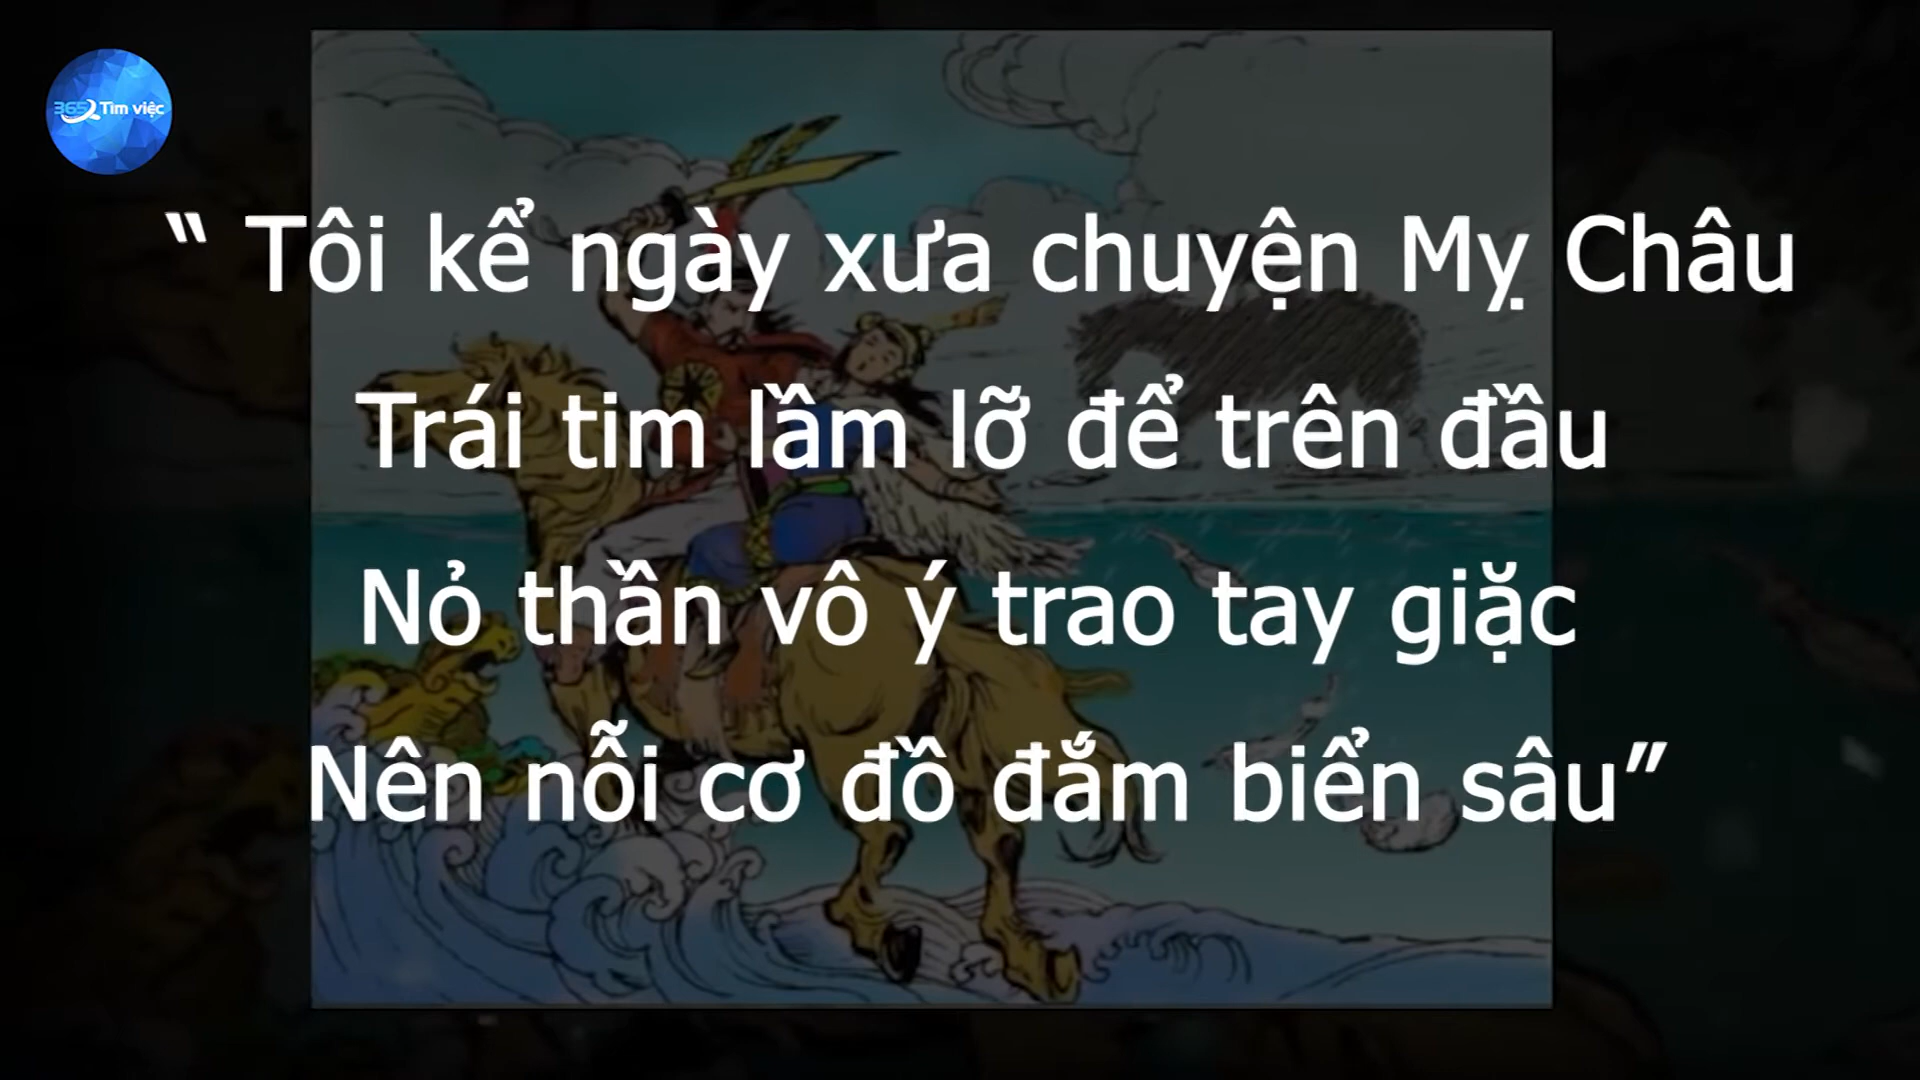 365 Tìm việc
“ Tôi kể ngày xưa chuyện Mỵ Châu
Trái tim lầm lỡ để trên đầu
Nỏ thần vô ý trao tay giặc
Nên nỗi cơ đồ đắm biển sâu”